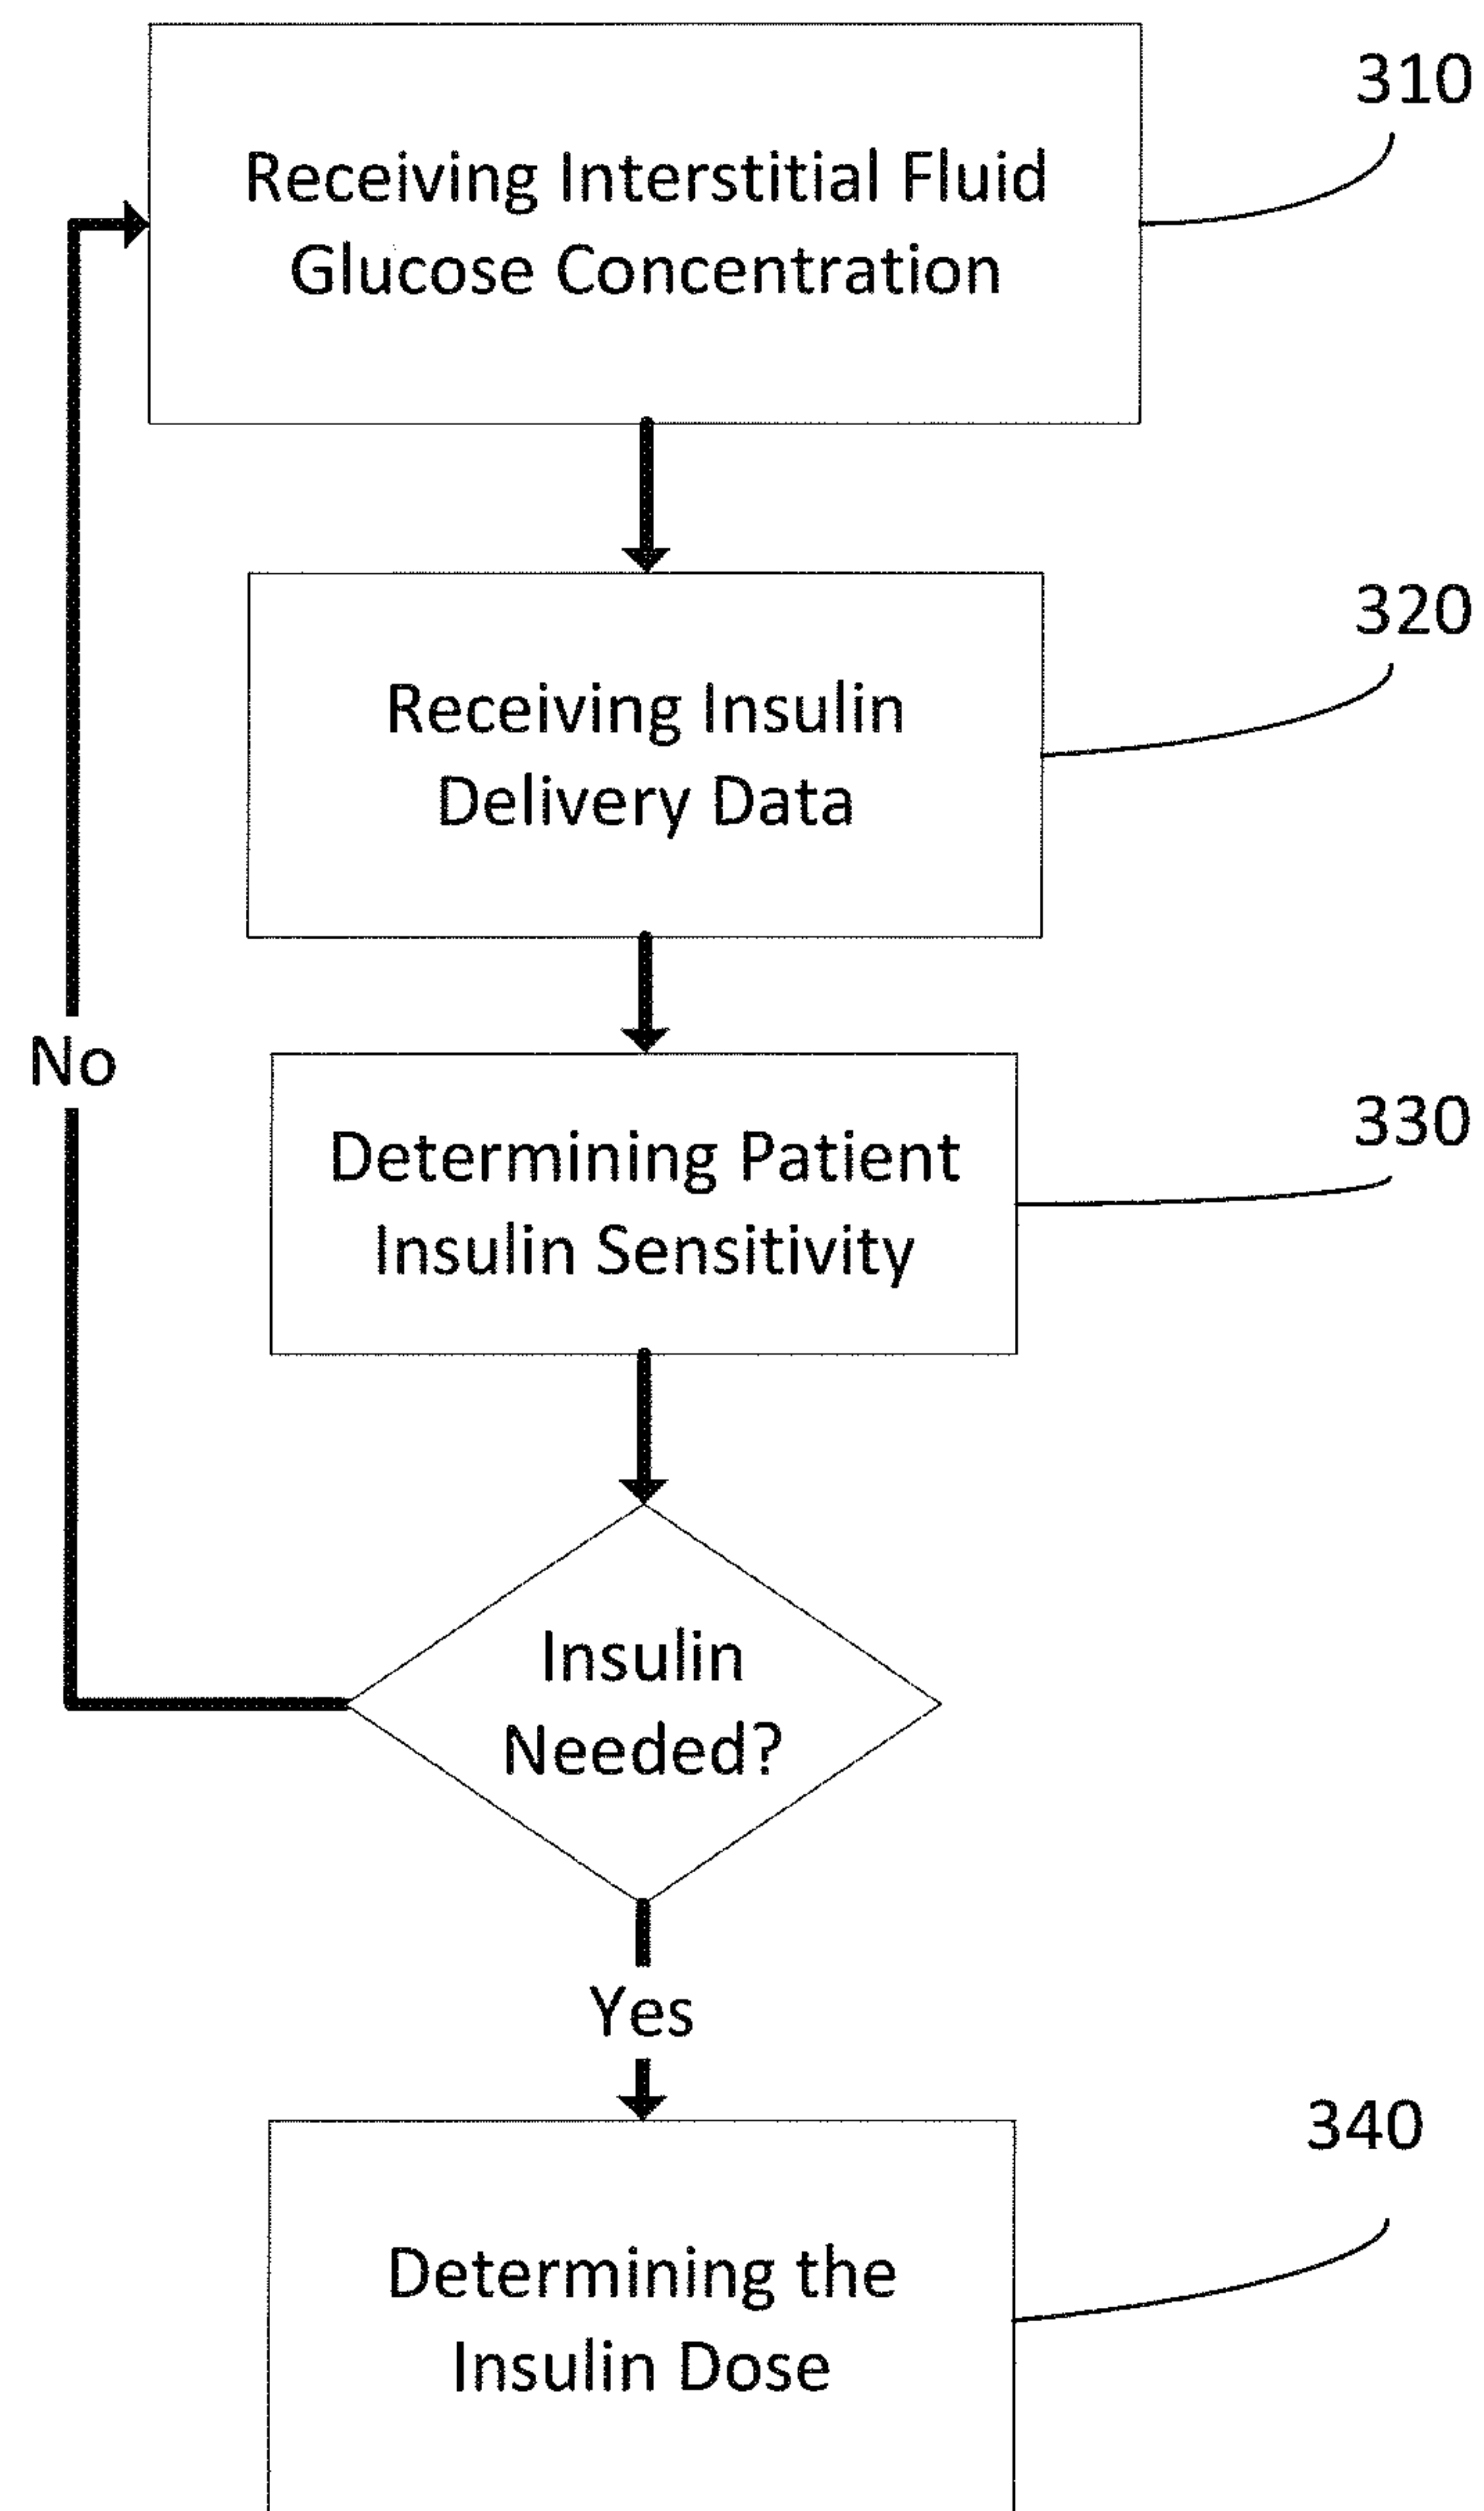 310
Receiving Interstitial Fluid
Glucose Concentration
320
Receiving Insulin
Delivery Data
No
330
Determining Patient
Insulin Sensitivity
Insulin
Needed?
Yes
340
Determining the
Insulin Dose